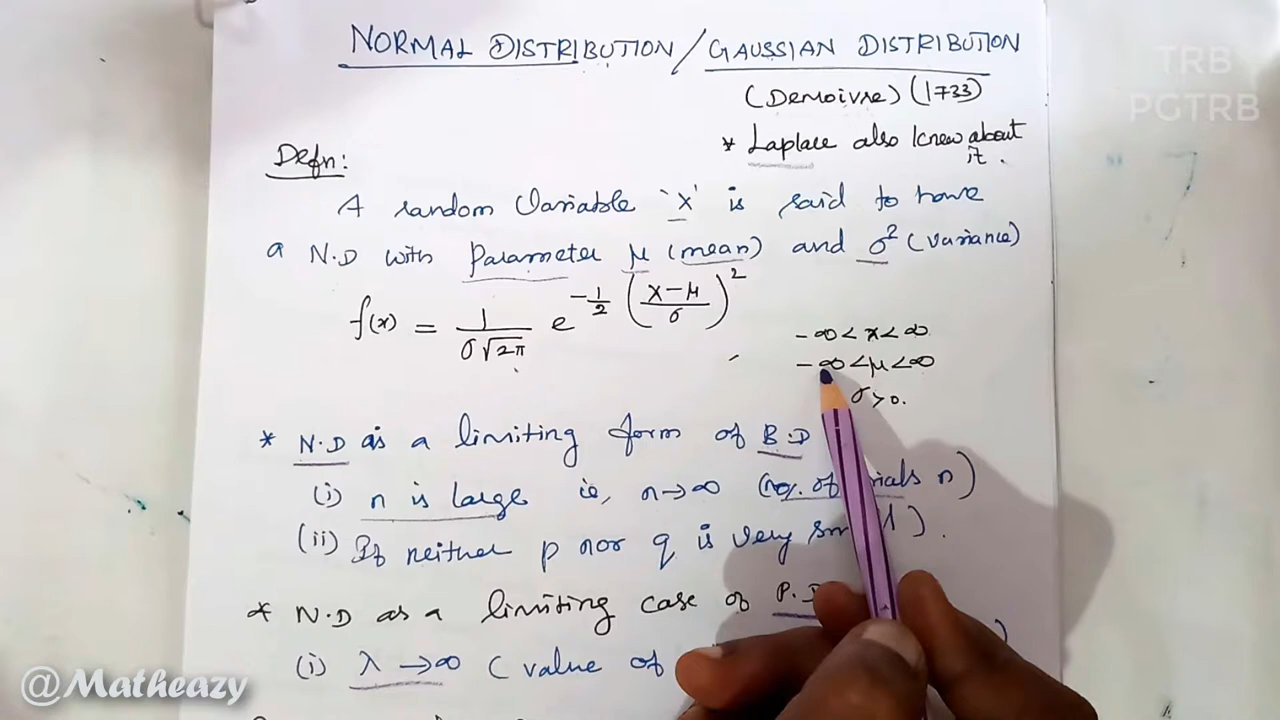 NORMAL DISTRIBUTION / GAUSSIAN DISTRIBUTION
(Demoivre) (1733)
* Laplace also knew about it.
Defn:
A random Variable 'X' is said to have
a N.D with Parameter μ (mean) and σ² (variance)
f(x) = 1/(σ√2π) e^(-1/2 ((x-μ)/σ)²)
-∞ < x < ∞.
-∞ < μ < ∞
σ > 0.
* N.D as a limiting form of B.D
(i) n is large ie, n→∞ (no. of trials n)
(ii) If neither p nor q is very small).
* N.D as a limiting case of P.D
(i) λ → ∞ (value of
@Matheazy
TRB
PGTRB